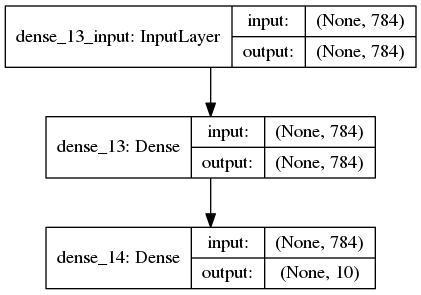 dense_13_input: InputLayer
input: (None, 784)
output: (None, 784)
dense_13: Dense
input: (None, 784)
output: (None, 784)
dense_14: Dense
input: (None, 784)
output: (None, 10)